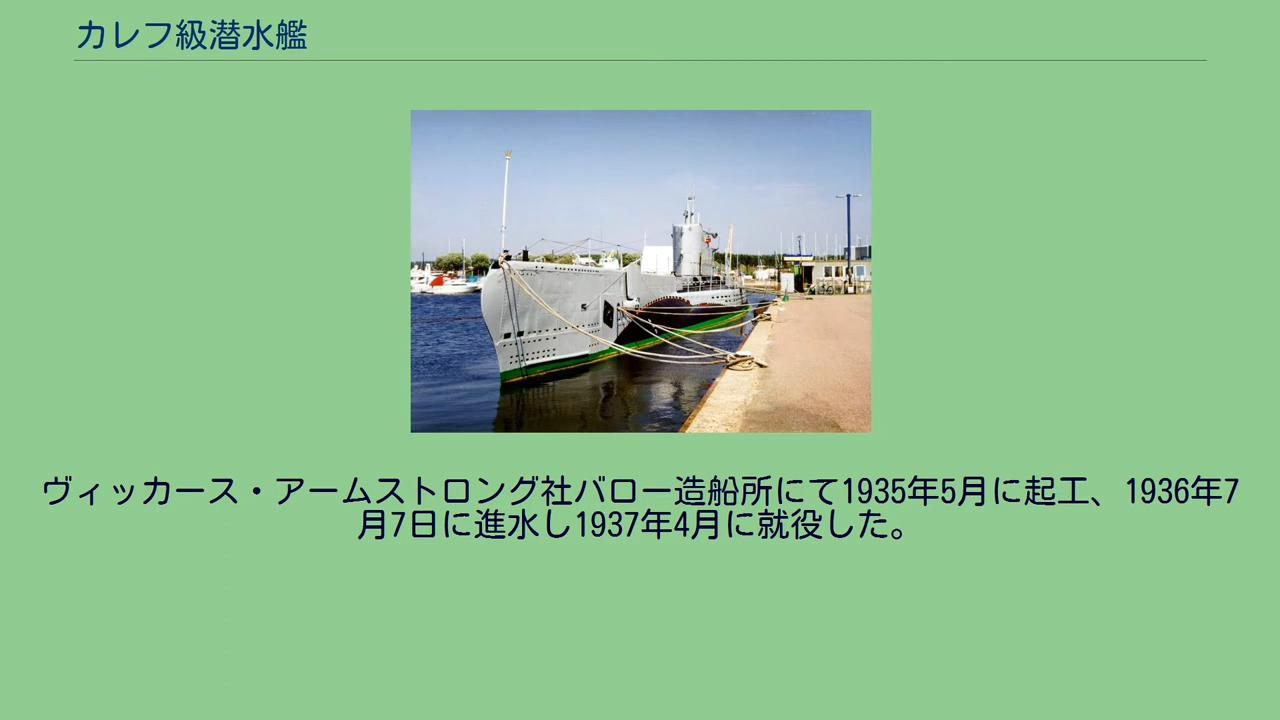 カレフ級潜水艦
ヴィッカース・アームストロング社バロー造船所にて1935年5月に起工、1936年7
月7日に進水し1937年4月に就役した。